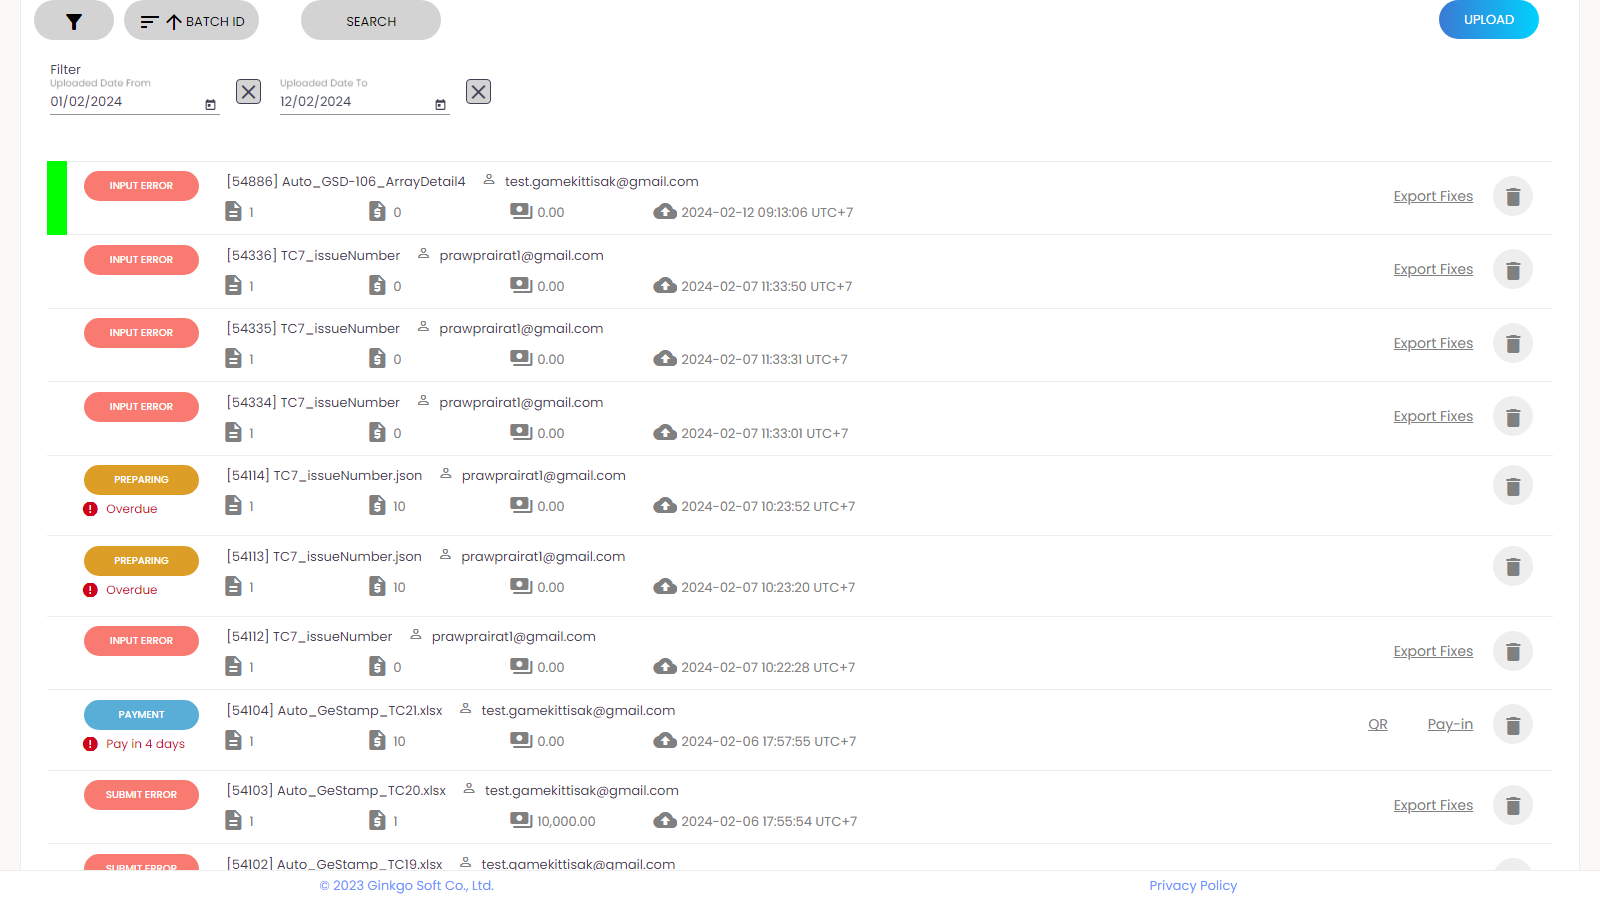 BATCH ID
SEARCH
UPLOAD
Filter
Uploaded Date From
Uploaded Date To
01/02/2024
12/02/2024
INPUT ERROR
[54886] Auto_GSD-106_ArrayDetail4 test.gamekittisak@gmail.com
1 0 0.00 2024-02-12 09:13:06 UTC+7
Export Fixes
INPUT ERROR
[54336] TC7_issueNumber prawprairat1@gmail.com
1 0 0.00 2024-02-07 11:33:50 UTC+7
Export Fixes
INPUT ERROR
[54335] TC7_issueNumber prawprairat1@gmail.com
1 0 0.00 2024-02-07 11:33:31 UTC+7
Export Fixes
INPUT ERROR
[54334] TC7_issueNumber prawprairat1@gmail.com
1 0 0.00 2024-02-07 11:33:01 UTC+7
Export Fixes
PREPARING
Overdue
[54114] TC7_issueNumber.json prawprairat1@gmail.com
1 10 0.00 2024-02-07 10:23:52 UTC+7
PREPARING
Overdue
[54113] TC7_issueNumber.json prawprairat1@gmail.com
1 10 0.00 2024-02-07 10:23:20 UTC+7
INPUT ERROR
[54112] TC7_issueNumber prawprairat1@gmail.com
1 0 0.00 2024-02-07 10:22:28 UTC+7
Export Fixes
PAYMENT
Pay in 4 days
[54104] Auto_GeStamp_TC21.xlsx test.gamekittisak@gmail.com
1 10 0.00 2024-02-06 17:57:55 UTC+7
QR Pay-in
SUBMIT ERROR
[54103] Auto_GeStamp_TC20.xlsx test.gamekittisak@gmail.com
1 1 10,000.00 2024-02-06 17:55:54 UTC+7
Export Fixes
SUBMIT ERROR
[54102] Auto_GeStamp_TC19.xlsx test.gamekittisak@gmail.com
© 2023 Ginkgo Soft Co., Ltd.
Privacy Policy